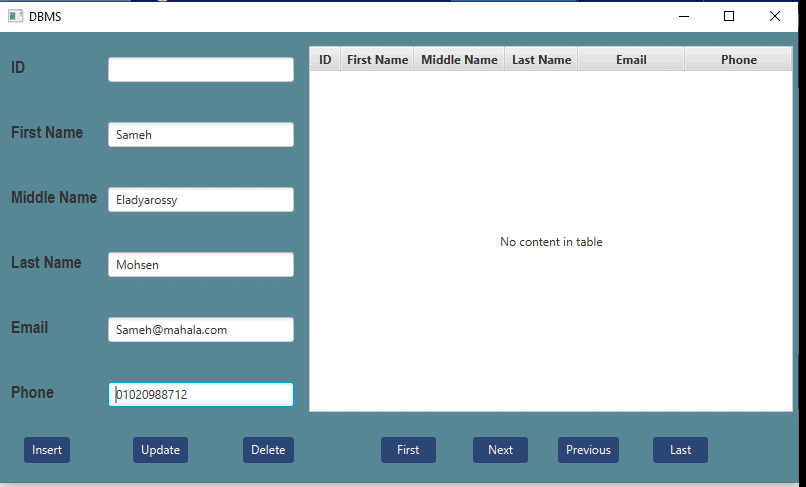 DBMS
ID
First Name Sameh
Middle Name Eladyarossy
Last Name Mohsen
Email Sameh@mahala.com
Phone 01020988712
ID First Name Middle Name Last Name Email Phone
No content in table
Insert Update Delete First Next Previous Last